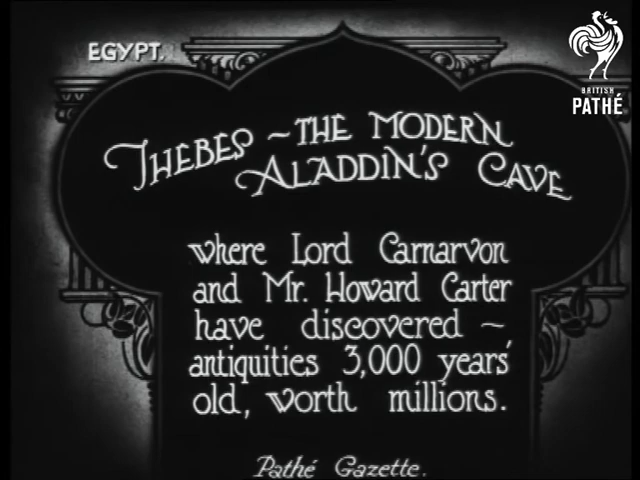 EGYPT.
BRITISH
PATHÉ
THEBES ~ THE MODERN
ALADDIN'S CAVE
where Lord Carnarvon
and Mr. Howard Carter
have discovered ~
antiquities 3,000 years'
old, worth millions.
Pathé Gazette.